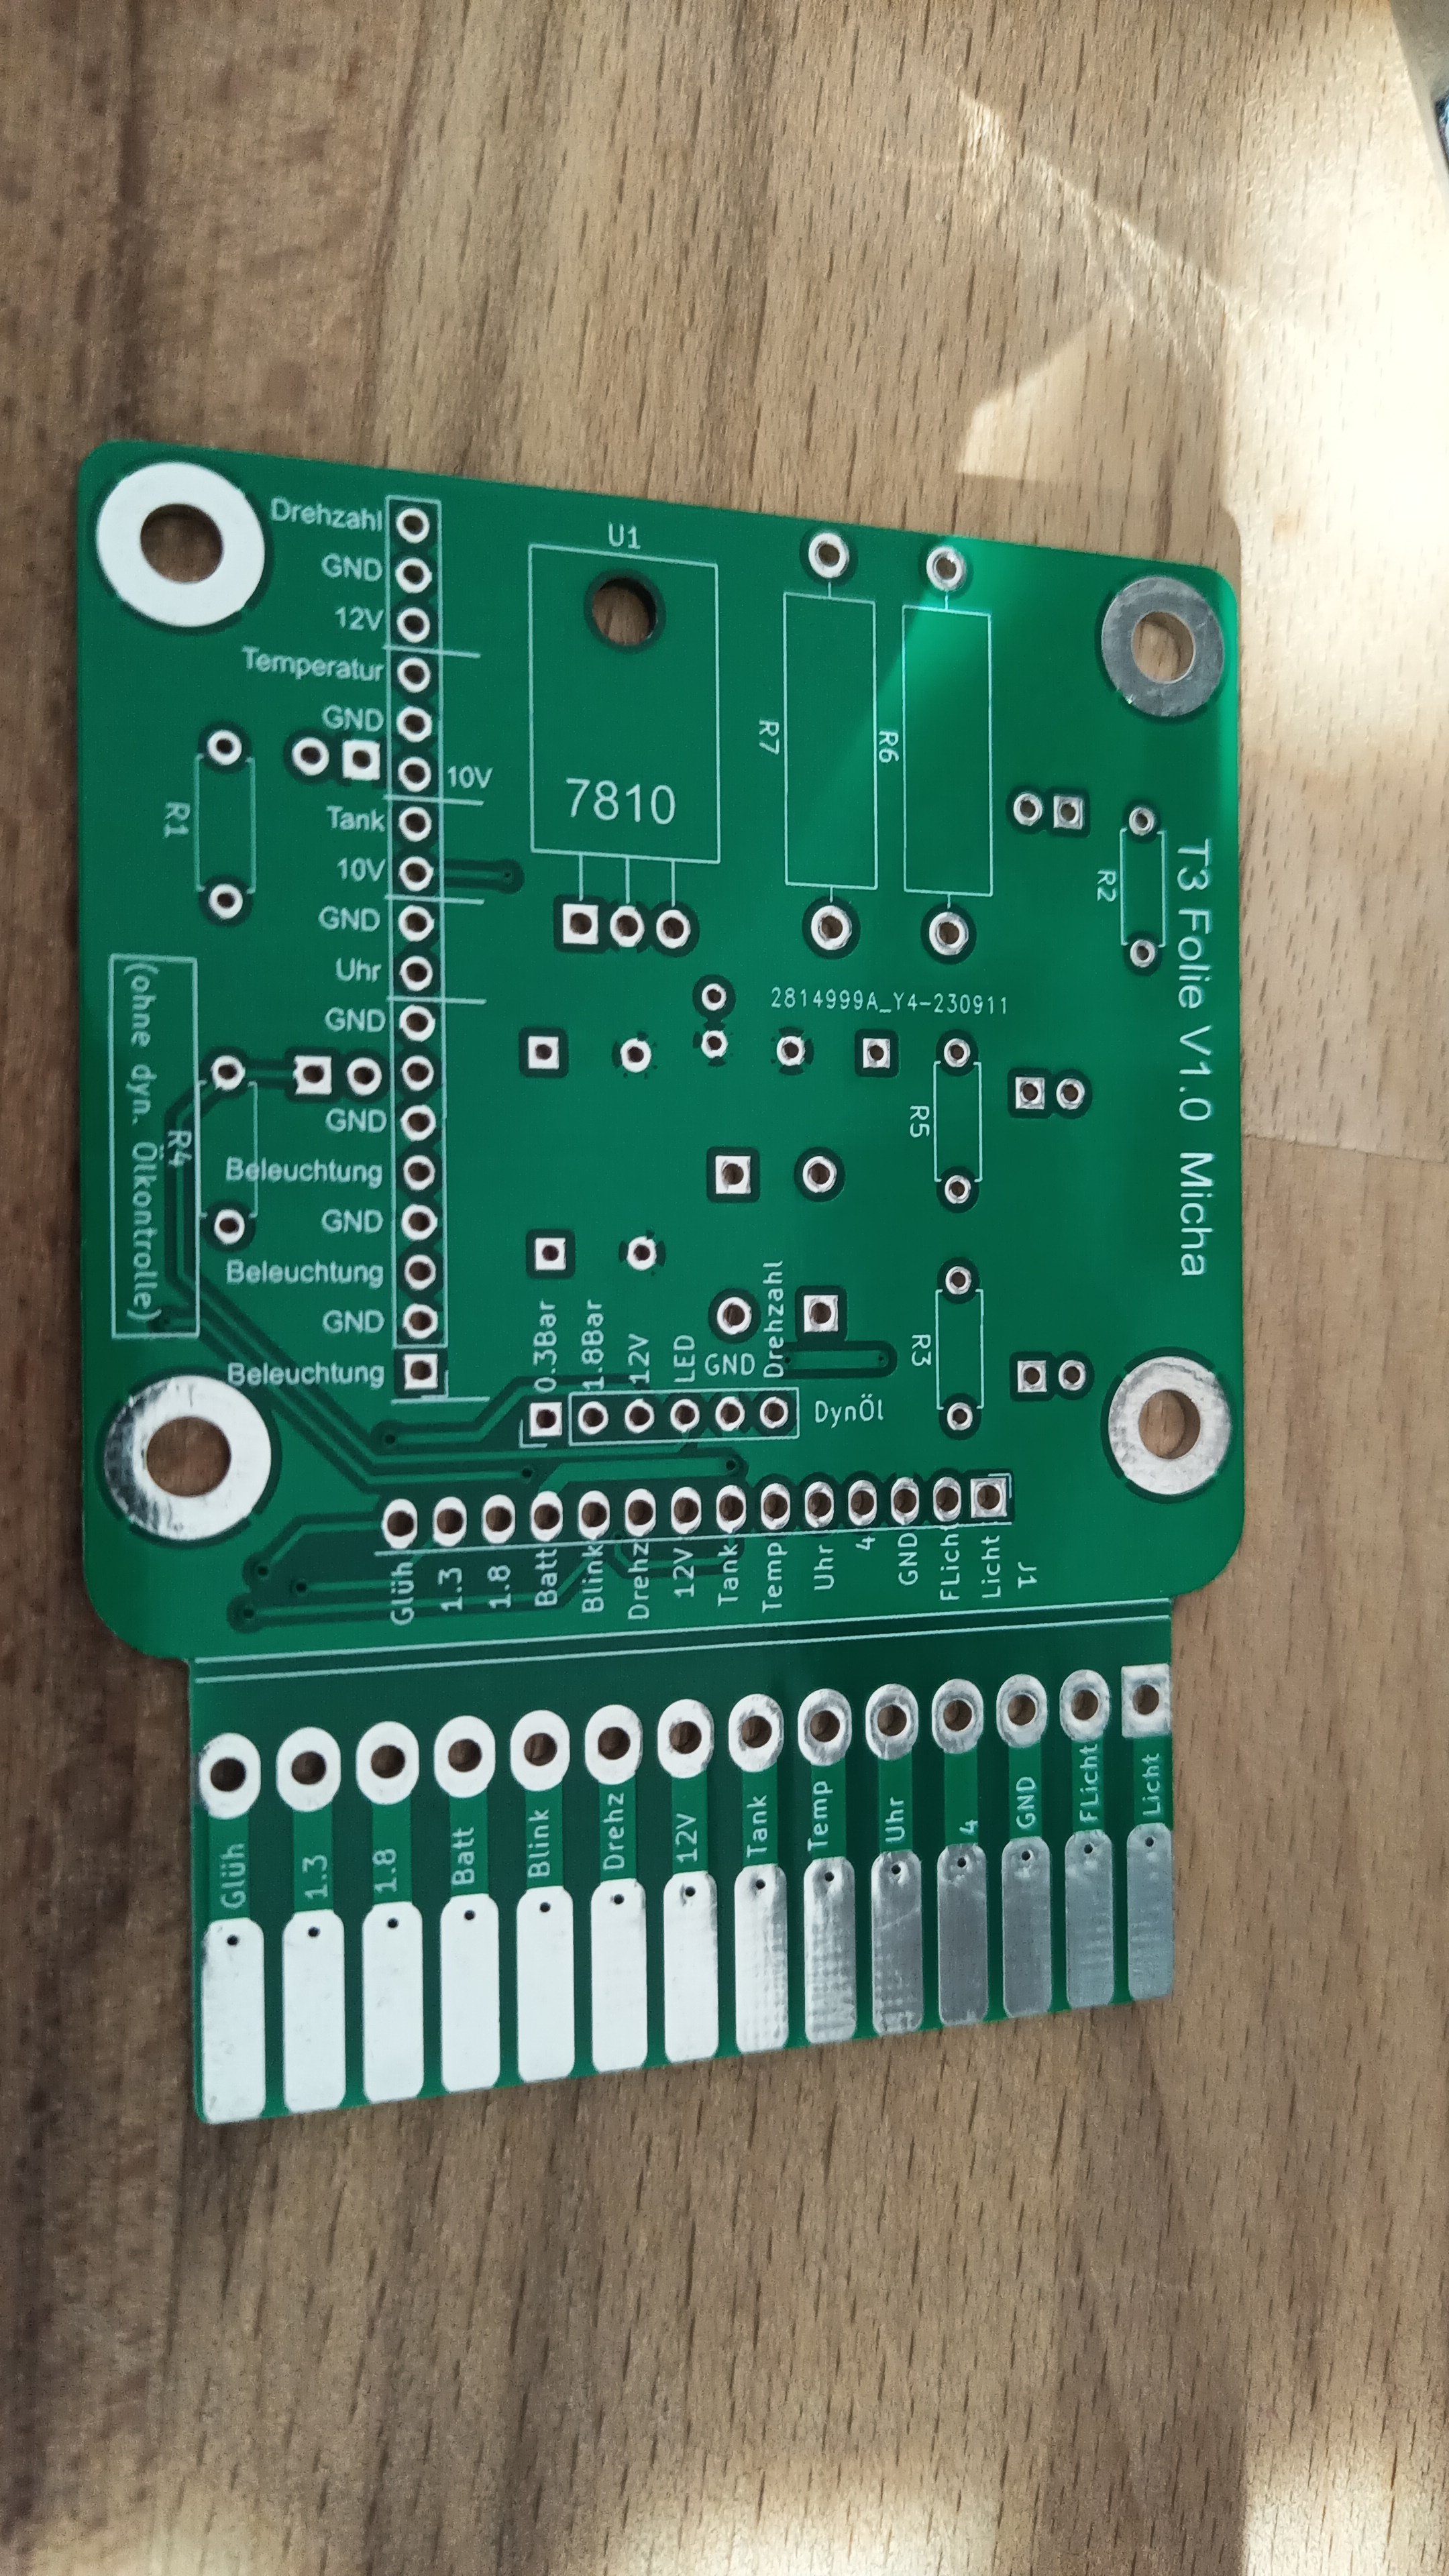 Glüh
1.3
1.8
Batt
Blink
Drehz
12V
Tank
Temp
Uhr
4
GND
FLicht
Licht
Glüh
1.3
1.8
Batt
Blink
Drehz
12V
Tank
Temp
Uhr
4
GND
FLicht
Licht
J1
0.3Bar
1.8Bar
12V
LED
GND
Drehzahl
DynÖl
(ohne dyn. Ölkontrolle)
R4
R1
Beleuchtung
GND
Beleuchtung
GND
Beleuchtung
GND
GND
Uhr
GND
10V
Tank
10V
GND
Temperatur
12V
GND
Drehzahl
7810
U1
R7
R6
2814999A_Y4-230911
R3
R5
R2
T3 Folie V1.0 Micha